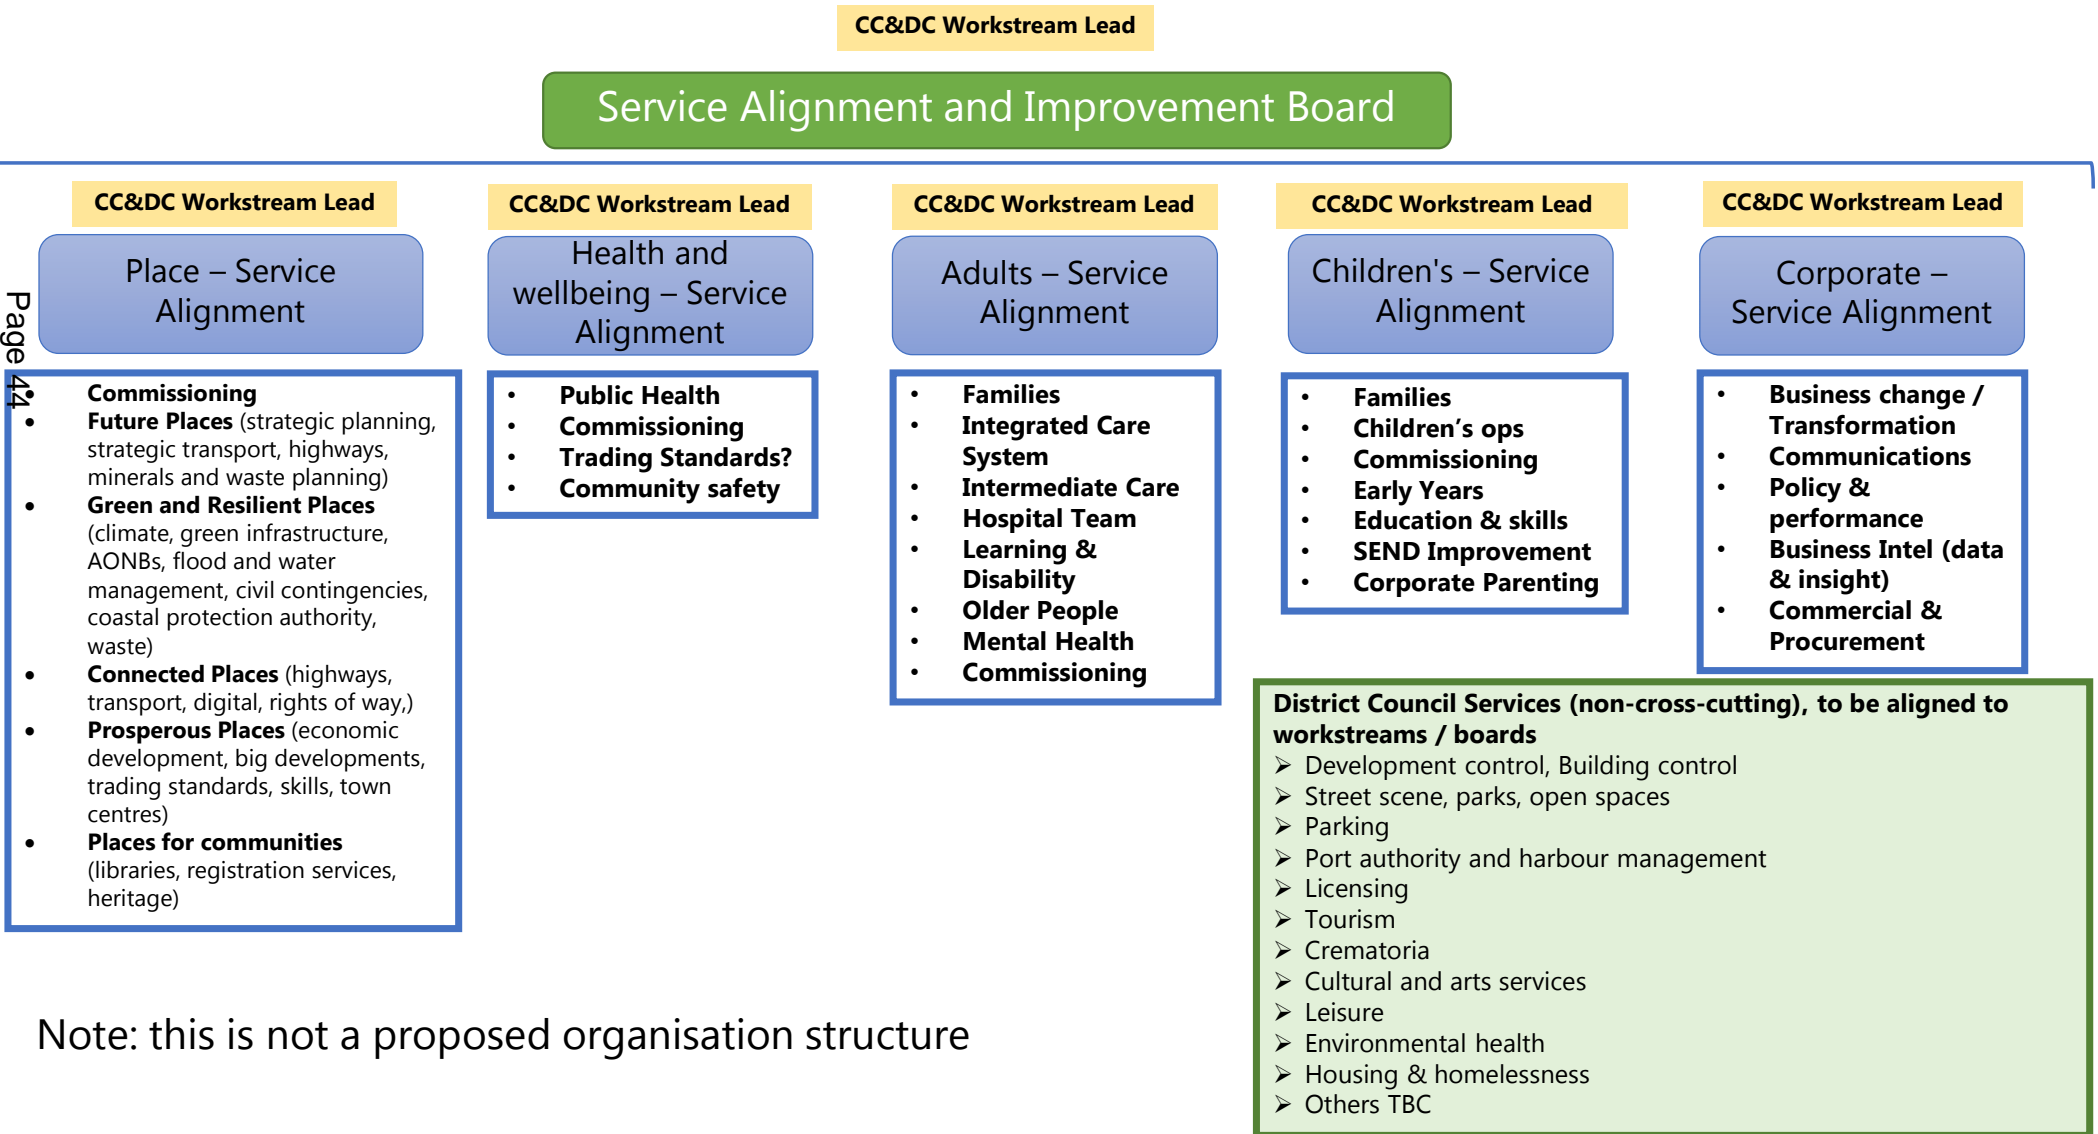 CC&DC Workstream Lead
Service Alignment and Improvement Board
CC&DC Workstream Lead
Place – Service
Alignment
• Commissioning
• Future Places (strategic planning,
strategic transport, highways,
minerals and waste planning)
• Green and Resilient Places
(climate, green infrastructure,
AONBs, flood and water
management, civil contingencies,
coastal protection authority,
waste)
• Connected Places (highways,
transport, digital, rights of way,)
• Prosperous Places (economic
development, big developments,
trading standards, skills, town
centres)
• Places for communities
(libraries, registration services,
heritage)
CC&DC Workstream Lead
Health and
wellbeing – Service
Alignment
• Public Health
• Commissioning
• Trading Standards?
• Community safety
CC&DC Workstream Lead
Adults – Service
Alignment
• Families
• Integrated Care
System
• Intermediate Care
• Hospital Team
• Learning &
Disability
• Older People
• Mental Health
• Commissioning
CC&DC Workstream Lead
Children's – Service
Alignment
• Families
• Children’s ops
• Commissioning
• Early Years
• Education & skills
• SEND Improvement
• Corporate Parenting
CC&DC Workstream Lead
Corporate –
Service Alignment
• Business change /
Transformation
• Communications
• Policy &
performance
• Business Intel (data
& insight)
• Commercial &
Procurement
District Council Services (non-cross-cutting), to be aligned to
workstreams / boards
➢ Development control, Building control
➢ Street scene, parks, open spaces
➢ Parking
➢ Port authority and harbour management
➢ Licensing
➢ Tourism
➢ Crematoria
➢ Cultural and arts services
➢ Leisure
➢ Environmental health
➢ Housing & homelessness
➢ Others TBC
Note: this is not a proposed organisation structure
Page 44